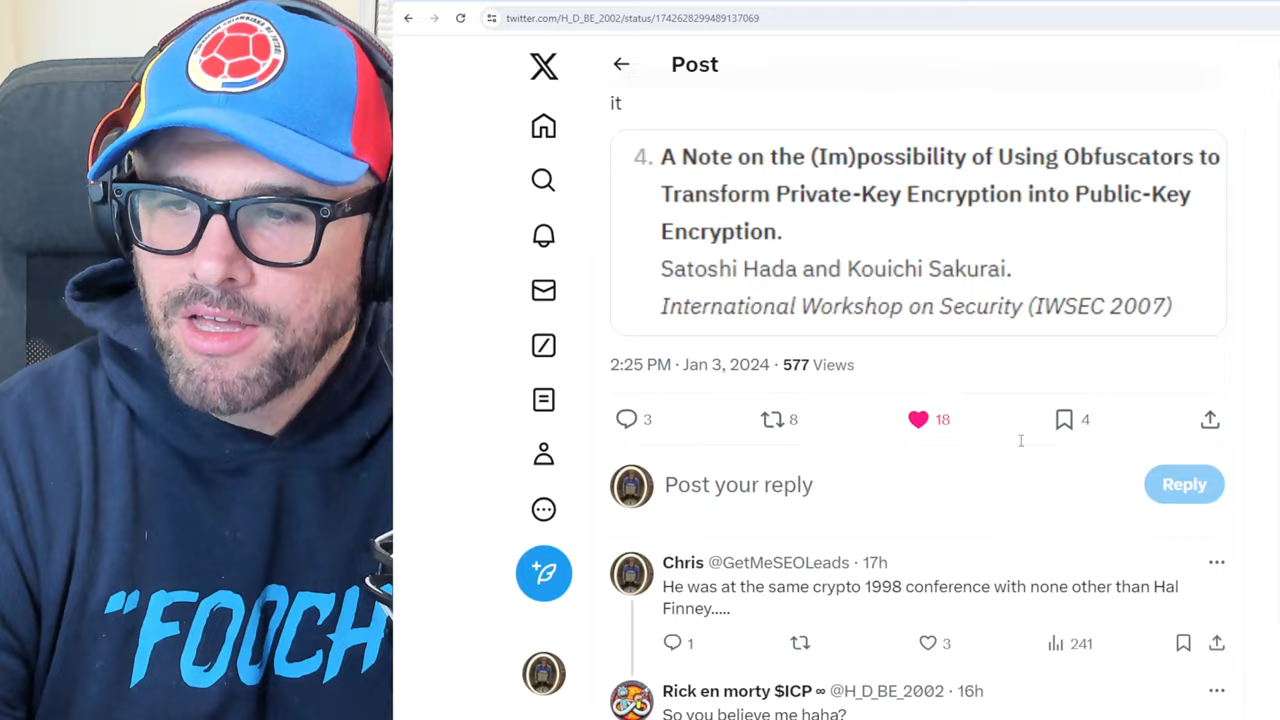 twitter.com/H_D_BE_2002/status/1742628299489137069
Post
it
4. A Note on the (Im)possibility of Using Obfuscators to
Transform Private-Key Encryption into Public-Key
Encryption.
Satoshi Hada and Kouichi Sakurai.
International Workshop on Security (IWSEC 2007)
2:25 PM · Jan 3, 2024 · 577 Views
3 8 18 4
Post your reply
Reply
Chris @GetMeSEOLeads · 17h
He was at the same crypto 1998 conference with none other than Hal
Finney.....
1 3 241
Rick en morty $ICP ∞ @H_D_BE_2002 · 16h
So you believe me haha?
"FOOCH